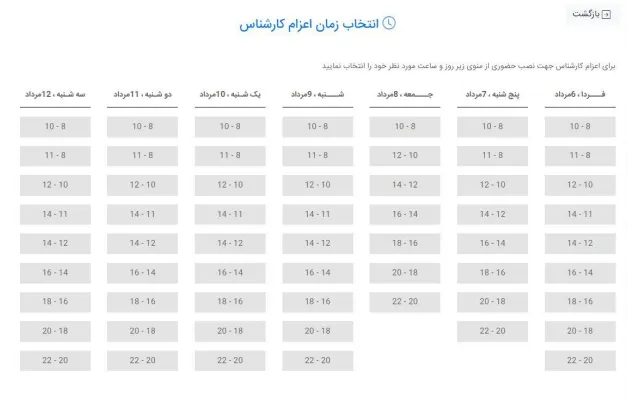 بازگشت
انتخاب زمان اعزام کارشناس
برای اعزام کارشناس جهت نصب حضوری از منوی زیر روز و ساعت مورد نظر خود را انتخاب نمایید
فـــردا ، 6مرداد پنج شنبه ، 7مرداد جــــمعه ، 8مرداد شــــنبه ، 9مرداد یک شنبه ، 10مرداد دو شنبه ، 11مرداد سه شنبه ، 12مرداد
8 - 10 8 - 10 8 - 10 8 - 10 8 - 10 8 - 10 8 - 10
8 - 11 8 - 11 10 - 12 8 - 11 8 - 11 8 - 11 8 - 11
10 - 12 10 - 12 12 - 14 10 - 12 10 - 12 10 - 12 10 - 12
11 - 14 12 - 14 14 - 16 11 - 14 11 - 14 11 - 14 11 - 14
12 - 14 14 - 16 16 - 18 12 - 14 12 - 14 12 - 14 12 - 14
14 - 16 16 - 18 18 - 20 14 - 16 14 - 16 14 - 16 14 - 16
16 - 18 18 - 20 20 - 22 16 - 18 16 - 18 16 - 18 16 - 18
18 - 20 20 - 22 18 - 20 18 - 20 18 - 20 18 - 20
20 - 22 20 - 22 20 - 22 20 - 22 20 - 22